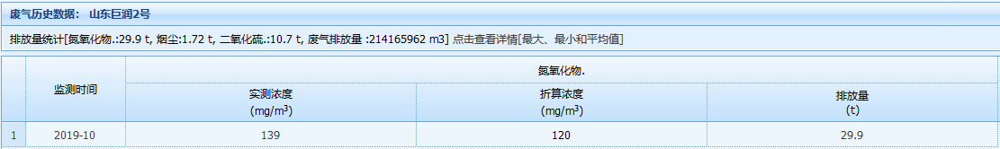 废气历史数据： 山东巨润2号
排放量统计[氮氧化物.:29.9 t, 烟尘:1.72 t, 二氧化硫.:10.7 t, 废气排放量 :214165962 m3] 点击查看详情[最大、最小和平均值]
监测时间 氮氧化物.
实测浓度 (mg/m³) 折算浓度 (mg/m³) 排放量 (t)
1 2019-10 139 120 29.9